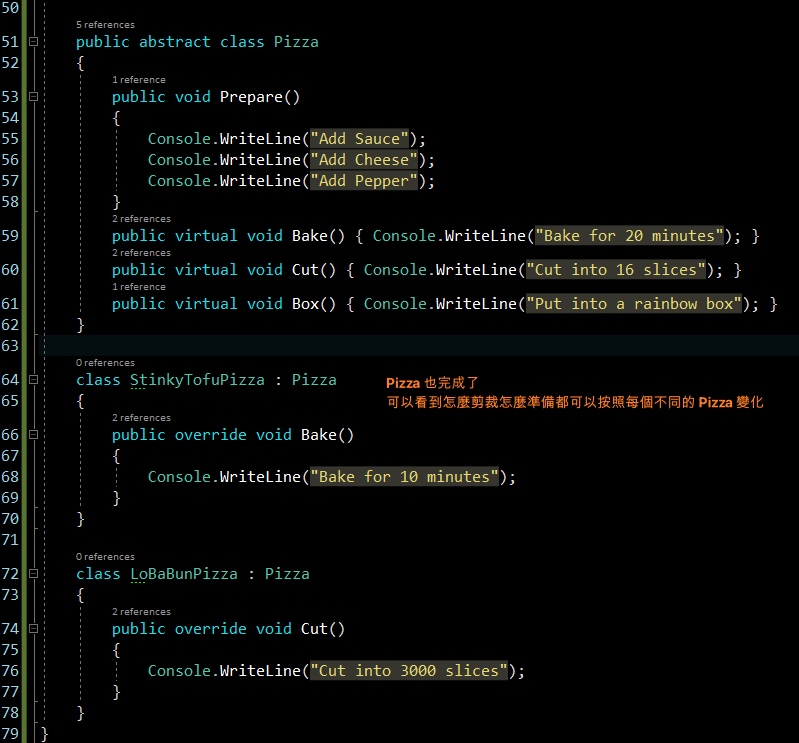 50
5 references
51 public abstract class Pizza
52 {
1 reference
53 public void Prepare()
54 {
55 Console.WriteLine("Add Sauce");
56 Console.WriteLine("Add Cheese");
57 Console.WriteLine("Add Pepper");
58 }
2 references
59 public virtual void Bake() { Console.WriteLine("Bake for 20 minutes"); }
2 references
60 public virtual void Cut() { Console.WriteLine("Cut into 16 slices"); }
1 reference
61 public virtual void Box() { Console.WriteLine("Put into a rainbow box"); }
62 }
63
0 references
64 class StinkyTofuPizza : Pizza Pizza 也完成了
65 { 可以看到怎麼剪裁怎麼準備都可以按照每個不同的 Pizza 變化
2 references
66 public override void Bake()
67 {
68 Console.WriteLine("Bake for 10 minutes");
69 }
70 }
71
0 references
72 class LoBaBunPizza : Pizza
73 {
2 references
74 public override void Cut()
75 {
76 Console.WriteLine("Cut into 3000 slices");
77 }
78 }
79 }